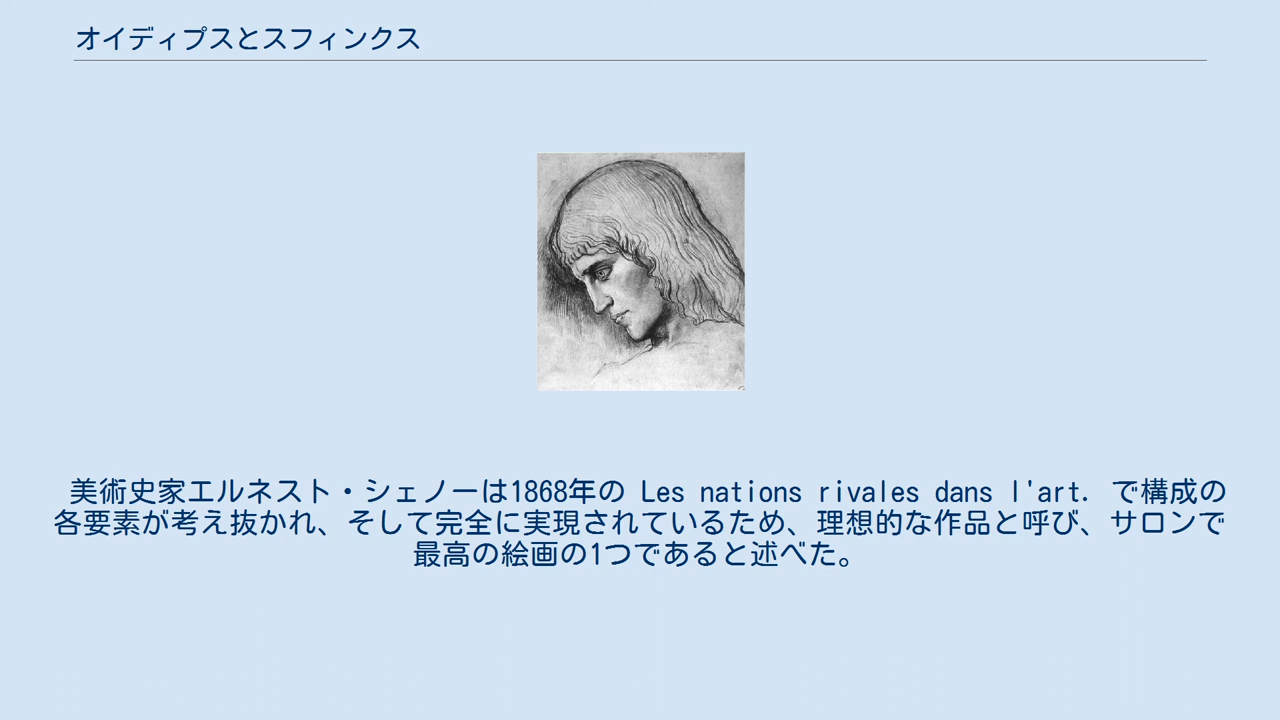 オイディプスとスフィンクス
美術史家エルネスト・シェノーは1868年の Les nations rivales dans l'art. で構成の
各要素が考え抜かれ、そして完全に実現されているため、理想的な作品と呼び、サロンで
最高の絵画の1つであると述べた。